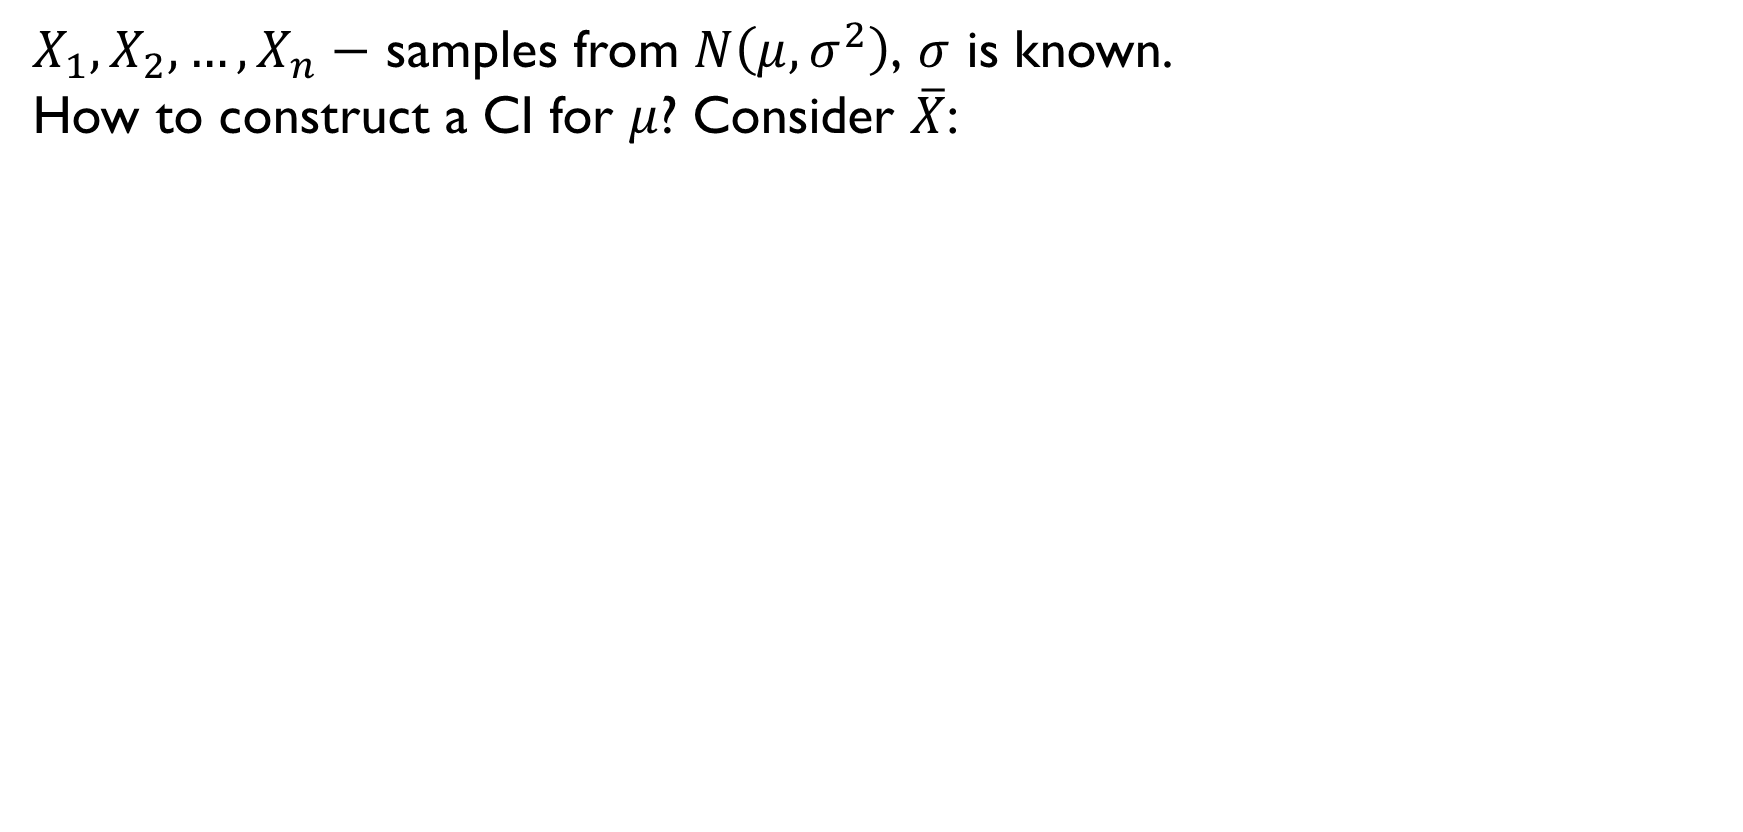 X₁, X₂, … , Xₙ − samples from N(μ, σ²), σ is known.
How to construct a CI for μ? Consider X̄: